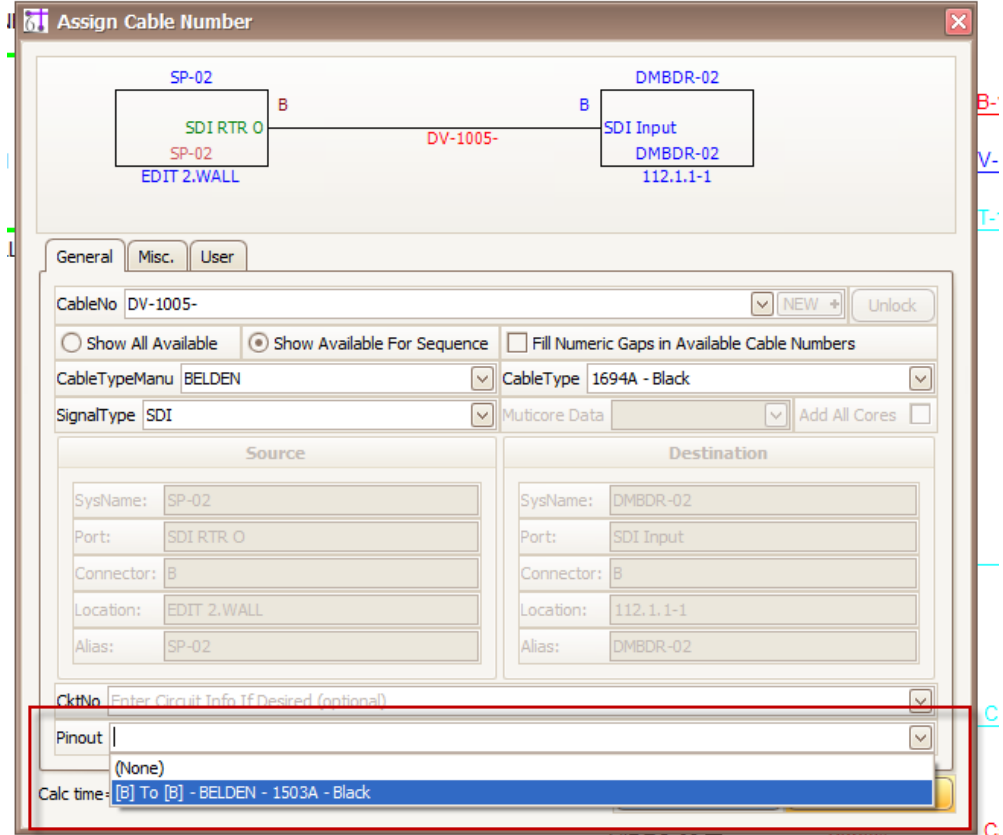 Assign Cable Number
SP-02
DMBDR-02
B
B
SDI RTR O
SDI Input
DV-1005-
SP-02
DMBDR-02
EDIT 2.WALL
112.1.1-1
General
Misc.
User
CableNo DV-1005-
NEW +
Unlock
Show All Available
Show Available For Sequence
Fill Numeric Gaps in Available Cable Numbers
CableTypeManu BELDEN
CableType 1694A - Black
SignalType SDI
Muticore Data
Add All Cores
Source
Destination
SysName: SP-02
SysName: DMBDR-02
Port: SDI RTR O
Port: SDI Input
Connector: B
Connector: B
Location: EDIT 2.WALL
Location: 112.1.1-1
Alias: SP-02
Alias: DMBDR-02
CktNo Enter Circuit Info If Desired (optional)
Pinout
(None)
Calc time=
[B] To [B] - BELDEN - 1503A - Black
B-
V-
T-
C
C